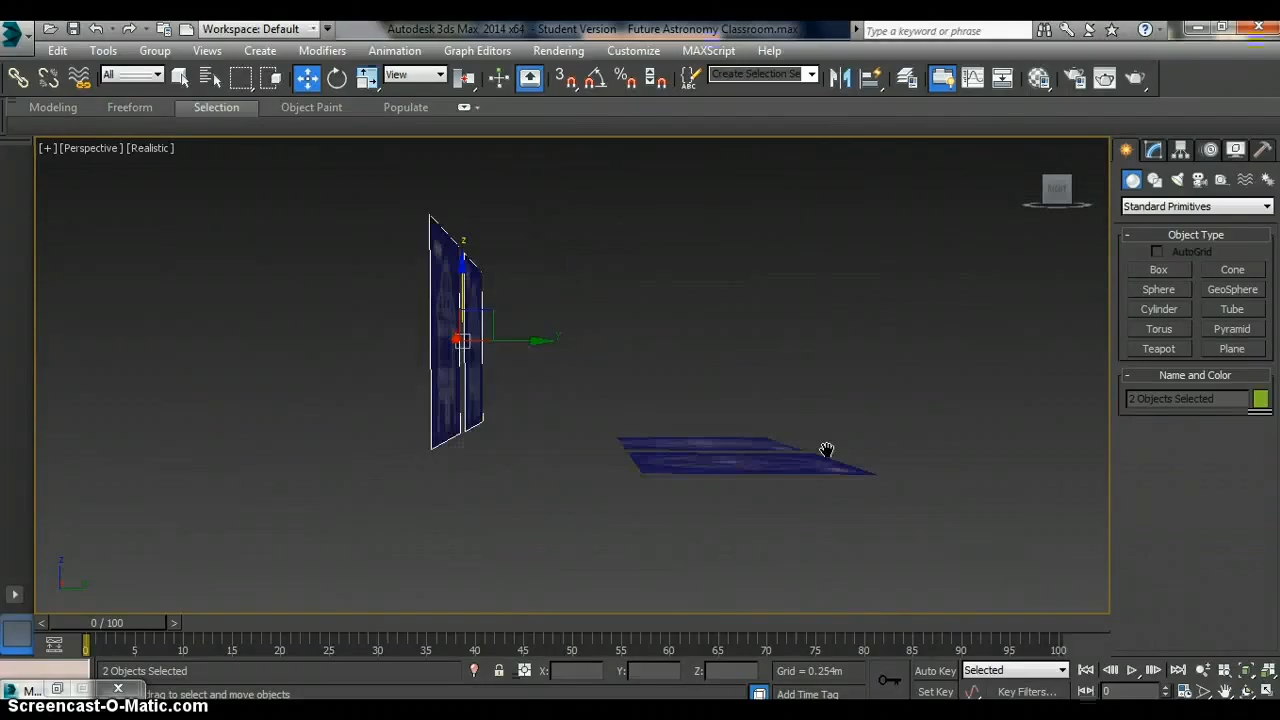 Workspace: Default
Autodesk 3ds Max 2014 x64 - Student Version Future Astronomy Classroom.max
Type a keyword or phrase
Edit Tools Group Views Create Modifiers Animation Graph Editors Rendering Customize MAXScript Help
All
View
3
ABC
Create Selection Se
Modeling Freeform Selection Object Paint Populate
[+] [Perspective] [Realistic]
RIGHT
Standard Primitives
- Object Type
AutoGrid
Box Cone
Sphere GeoSphere
Cylinder Tube
Torus Pyramid
Teapot Plane
- Name and Color
2 Objects Selected
z
y
z
< 0 / 100 >
0 5 10 15 20 25 30 35 40 45 50 55 60 65 70 75 80 85 90 95 100
2 Objects Selected
X: Y: Z: Grid = 0.254m
Auto Key Selected
M...
drag to select and move objects
Add Time Tag
Set Key Key Filters... 0
Screencast-O-Matic.com